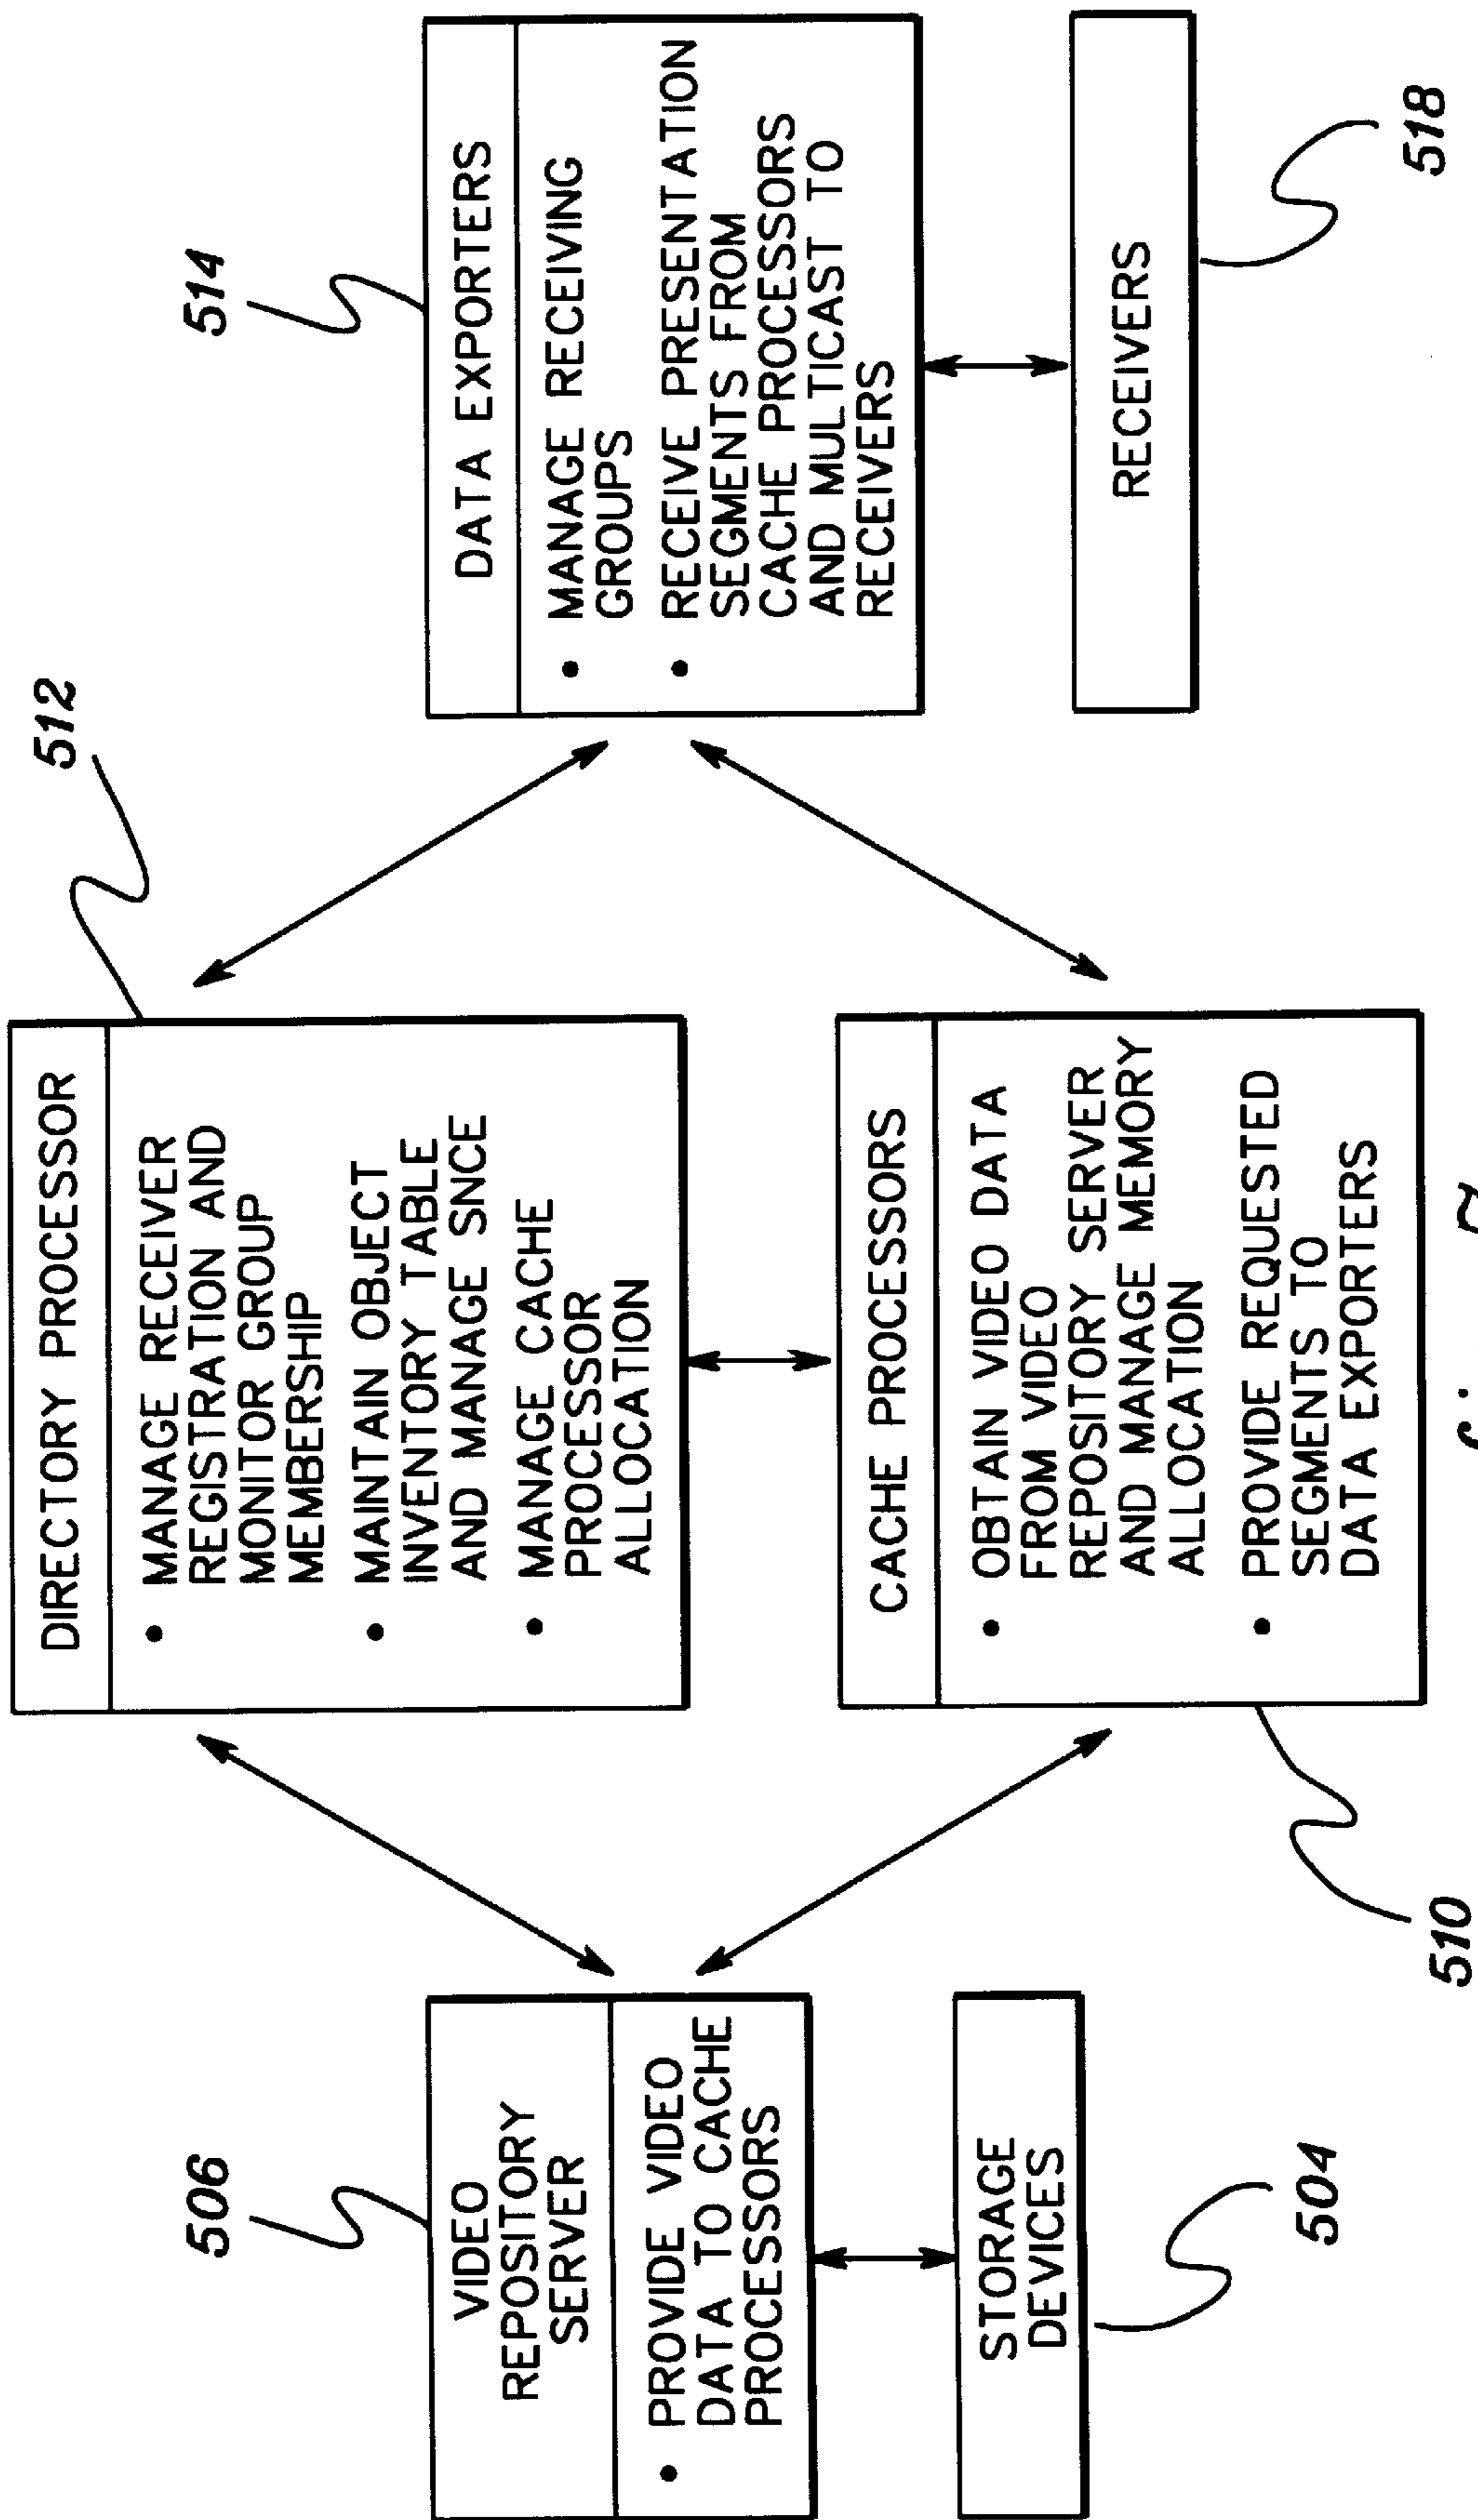 506
VIDEO
REPOSITORY
SERVER
• PROVIDE VIDEO
DATA TO CACHE
PROCESSORS
STORAGE
DEVICES
504
512
DIRECTORY PROCESSOR
• MANAGE RECEIVER
REGISTRATION AND
MONITOR GROUP
MEMBERSHIP
• MAINTAIN OBJECT
INVENTORY TABLE
AND MANAGE SNCE
• MANAGE CACHE
PROCESSOR
ALLOCATION
CACHE PROCESSORS
• OBTAIN VIDEO DATA
FROM VIDEO
REPOSITORY SERVER
AND MANAGE MEMORY
ALLOCATION
• PROVIDE REQUESTED
SEGMENTS TO
DATA EXPORTERS
510
514
DATA EXPORTERS
• MANAGE RECEIVING
GROUPS
• RECEIVE PRESENTATION
SEGMENTS FROM
CACHE PROCESSORS
AND MULTICAST TO
RECEIVERS
RECEIVERS
518